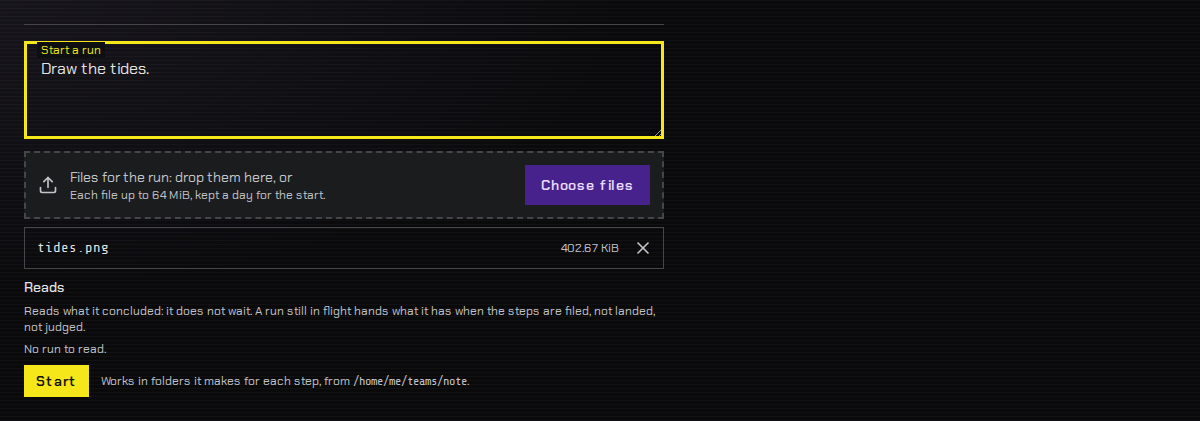 Start a run
Draw the tides.
Files for the run: drop them here, or
Each file up to 64 MiB, kept a day for the start.
Choose files
tides.png
402.67 KiB
Reads
Reads what it concluded: it does not wait. A run still in flight hands what it has when the steps are filed, not landed,
not judged.
No run to read.
Start
Works in folders it makes for each step, from /home/me/teams/note.